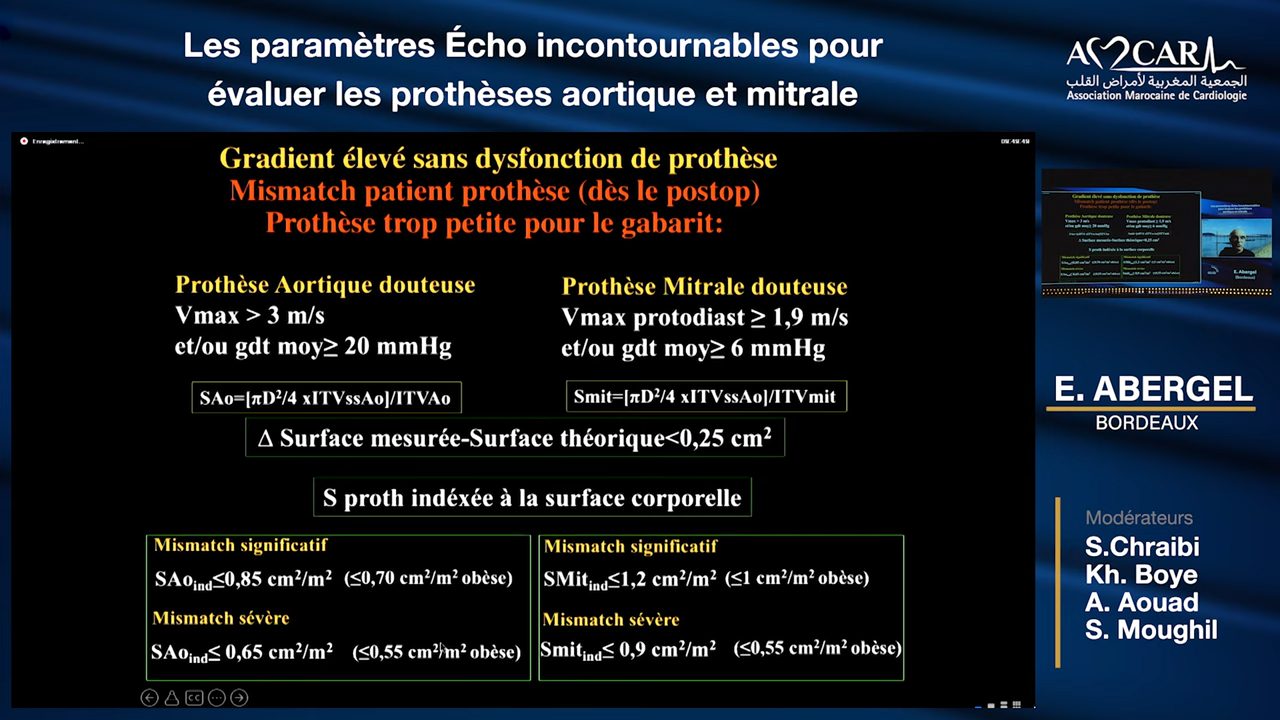 Les paramètres Écho incontournables pour
évaluer les prothèses aortique et mitrale
AM CAR
الجمعية المغربية لأمراض القلب
Association Marocaine de Cardiologie
Enregistrement...
Gradient élevé sans dysfonction de prothèse
Mismatch patient prothèse (dès le postop)
Prothèse trop petite pour le gabarit:
Prothèse Aortique douteuse
Vmax > 3 m/s
et/ou gdt moy≥ 20 mmHg
Prothèse Mitrale douteuse
Vmax protodiast ≥ 1,9 m/s
et/ou gdt moy≥ 6 mmHg
SAo=[πD²/4 xITVssAo]/ITVAo
Smit=[πD²/4 xITVssAo]/ITVmit
Δ Surface mesurée-Surface théorique<0,25 cm²
S proth indéxée à la surface corporelle
Mismatch significatif
SAoind≤0,85 cm²/m² (≤0,70 cm²/m² obèse)
Mismatch sévère
SAoind≤ 0,65 cm²/m² (≤0,55 cm²/m² obèse)
Mismatch significatif
SMitind≤1,2 cm²/m² (≤1 cm²/m² obèse)
Mismatch sévère
Smitind≤ 0,9 cm²/m² (≤0,55 cm²/m² obèse)
CC
E. Abergel
E. ABERGEL
BORDEAUX
Modérateurs
S.Chraibi
Kh. Boye
A. Aouad
S. Moughil